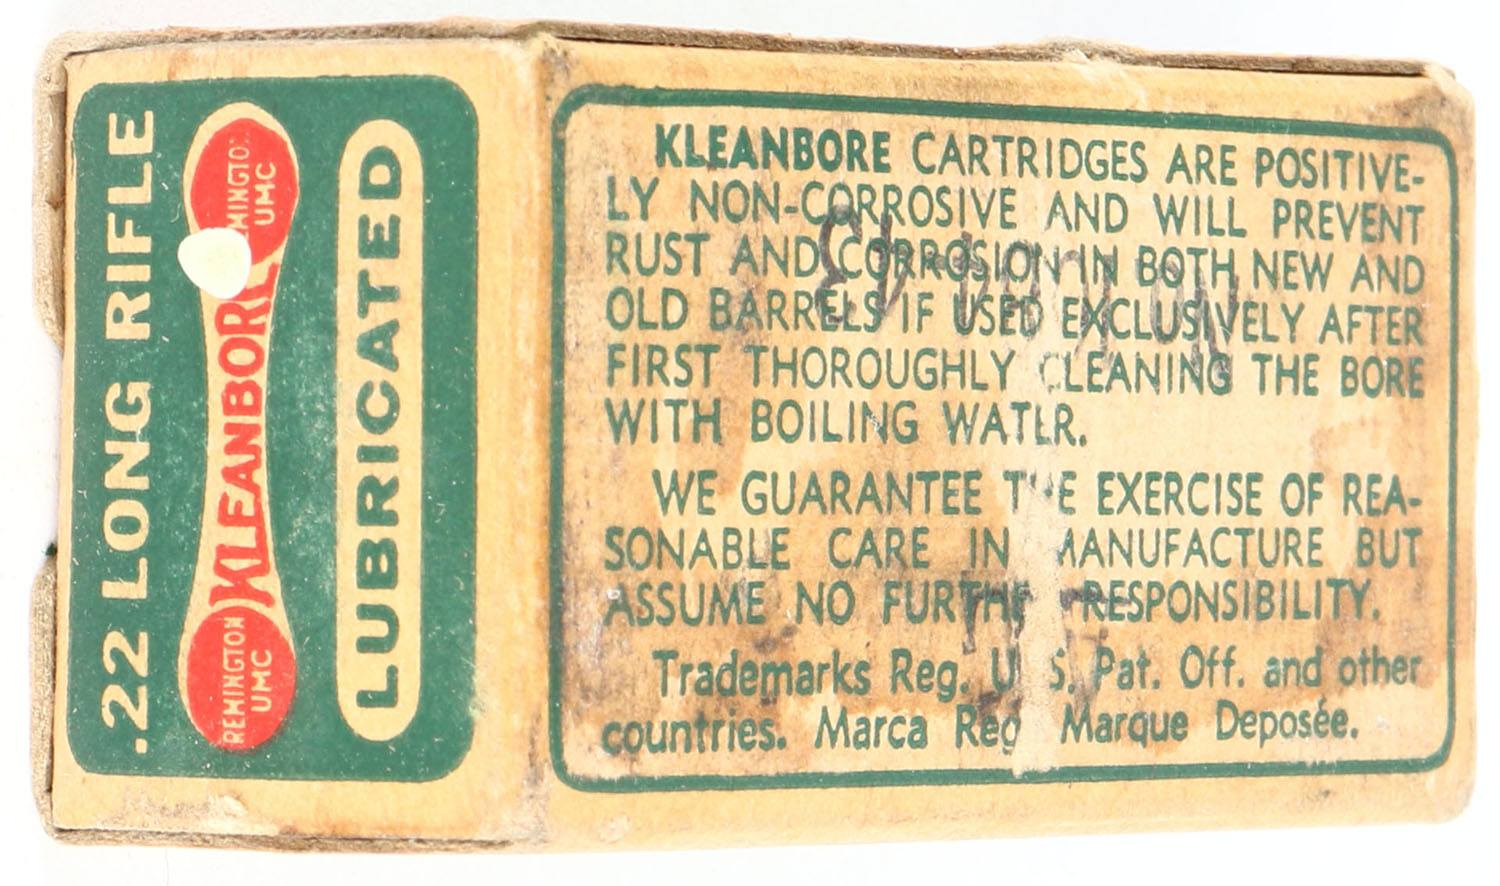 .22 LONG RIFLE
REMINGTON
UMC
KLEANBORE
UMC
LUBRICATED
KLEANBORE CARTRIDGES ARE POSITIVE-
LY NON-CORROSIVE AND WILL PREVENT
RUST AND CORROSION IN BOTH NEW AND
OLD BARRELS IF USED EXCLUSIVELY AFTER
FIRST THOROUGHLY CLEANING THE BORE
WITH BOILING WATER.
WE GUARANTEE THE EXERCISE OF REA-
SONABLE CARE IN MANUFACTURE BUT
ASSUME NO FURTHER RESPONSIBILITY.
Trademarks Reg. U. S. Pat. Off. and other
countries. Marca Reg. Marque Deposée.